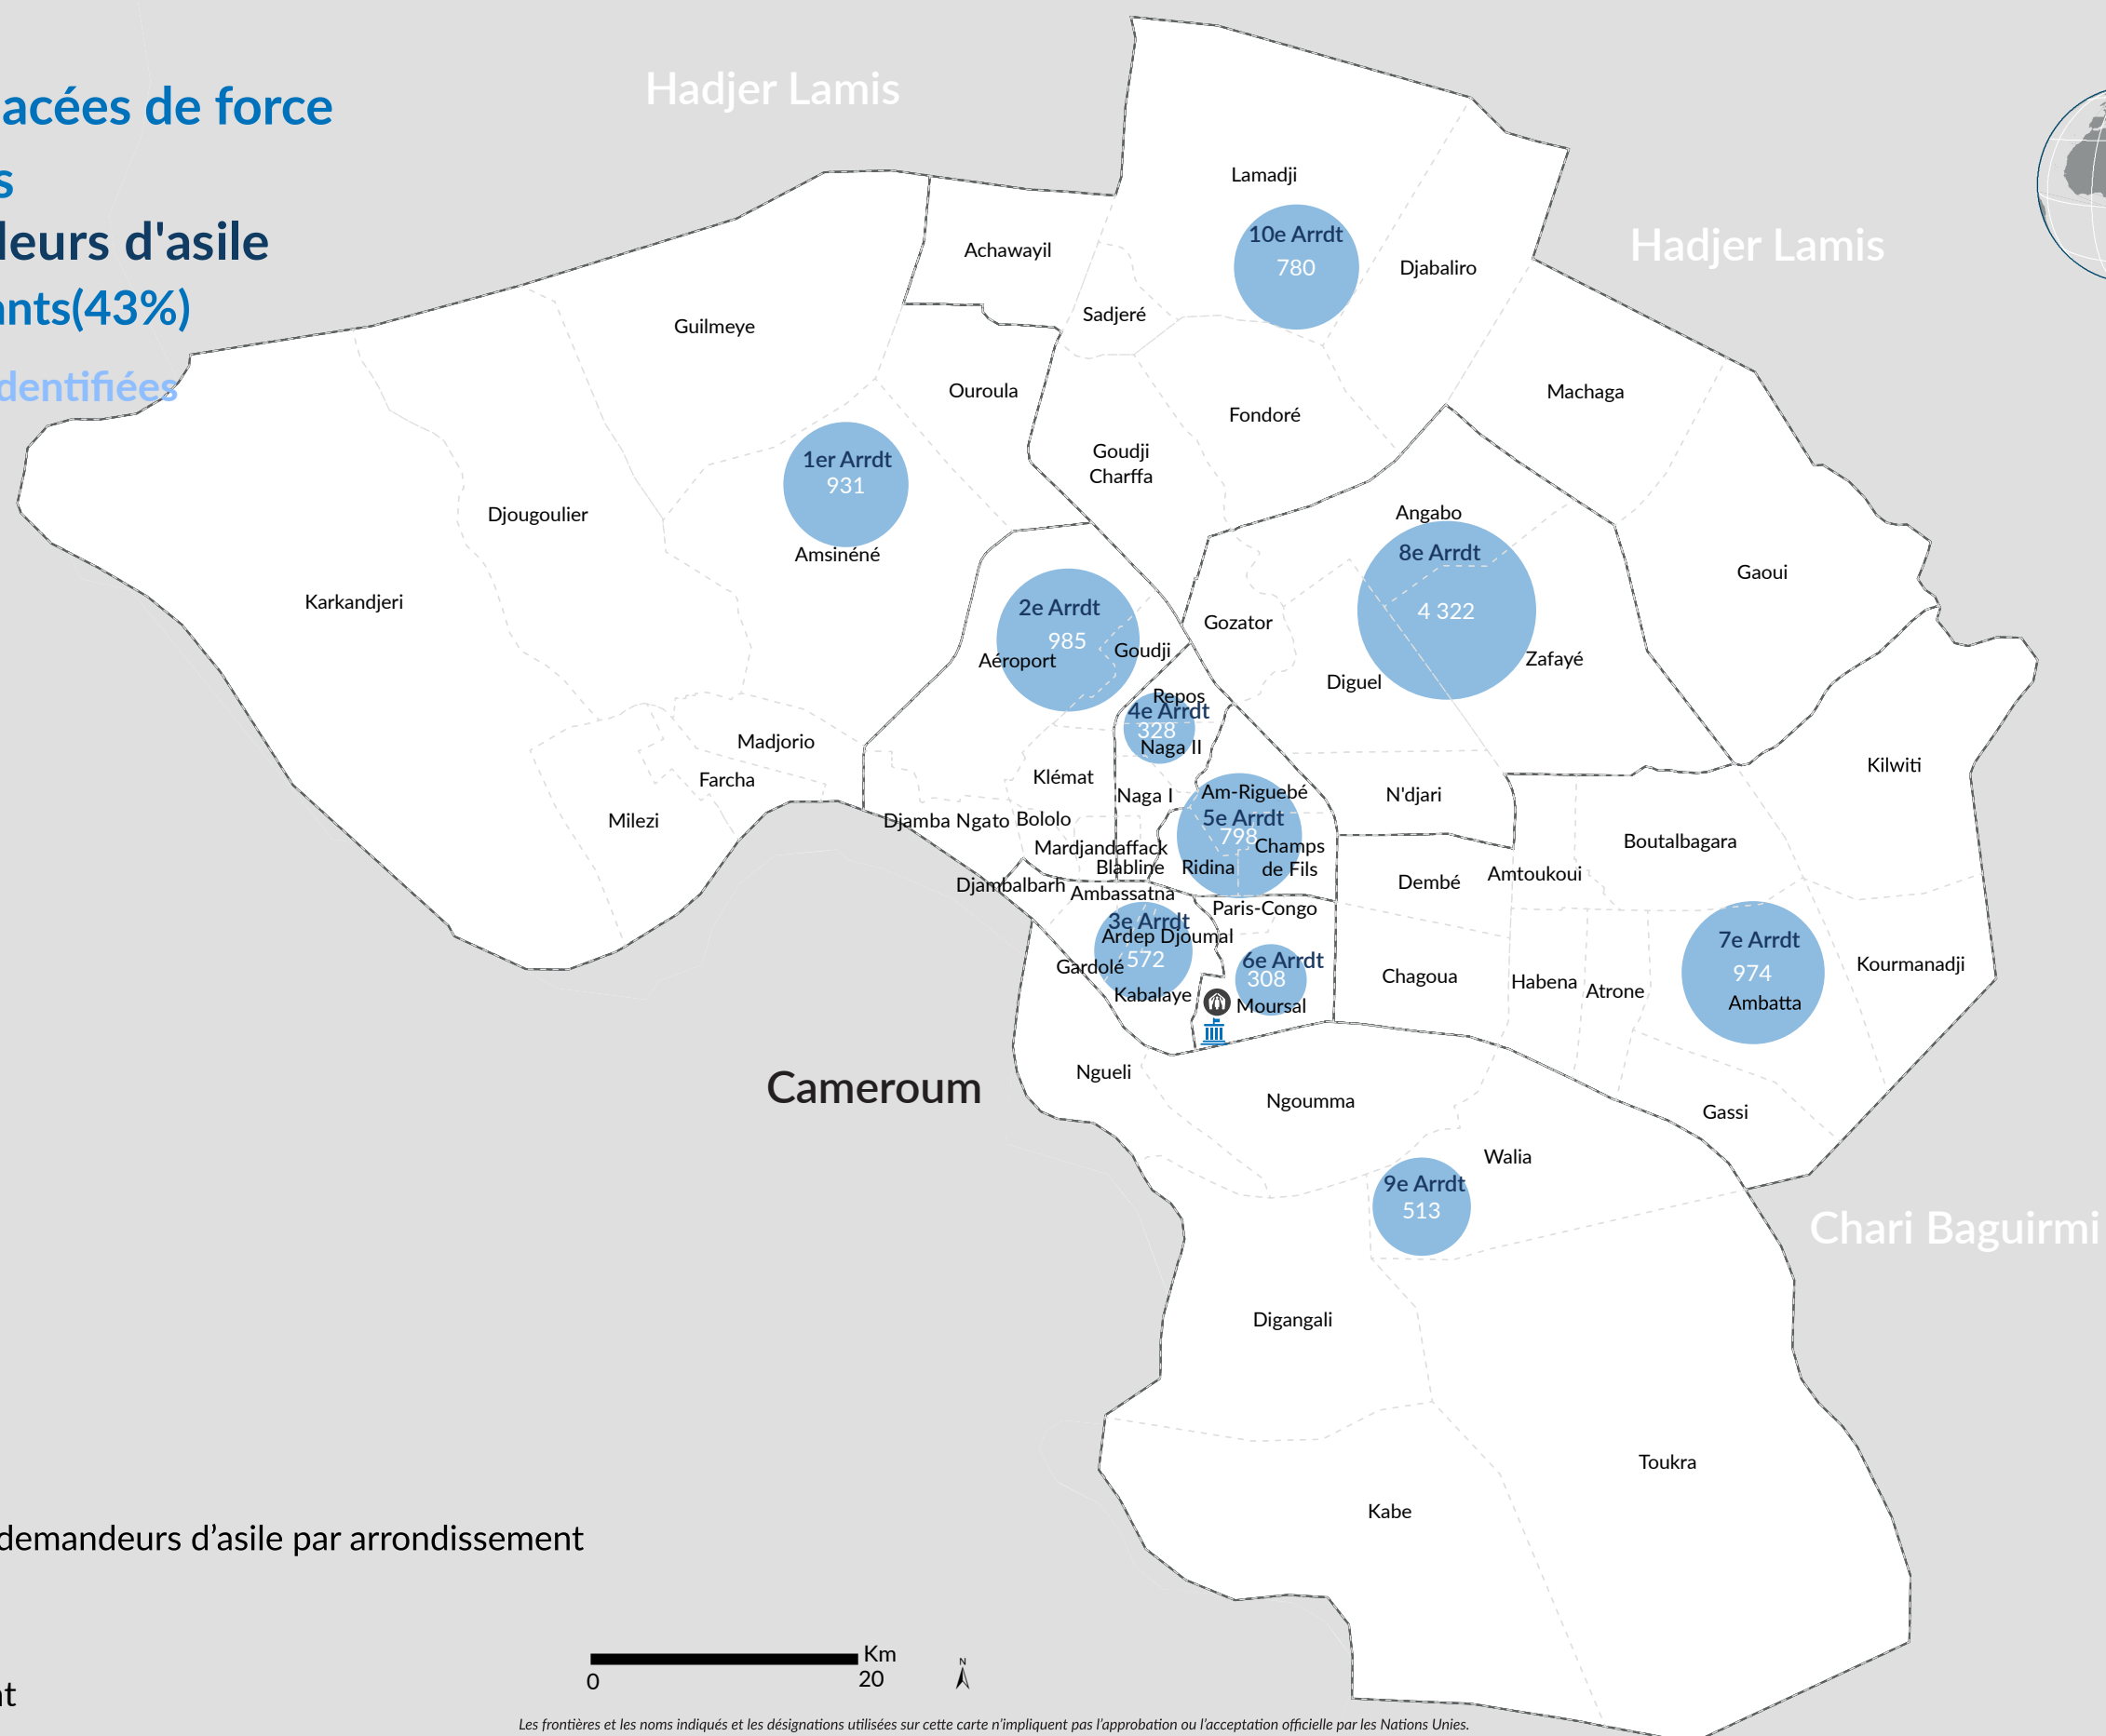 acées de force
s
leurs d'asile
ants(43%)
dentifiées
Hadjer Lamis
Hadjer Lamis
Lamadji
10e Arrdt
780
Djabaliro
Achawayil
Sadjeré
Guilmeye
Ouroula
Fondoré
Machaga
Goudji
Charffa
1er Arrdt
931
Amsinéné
Djougoulier
Karkandjeri
Angabo
8e Arrdt
4 322
Gaoui
2e Arrdt
985
Aéroport
Goudji
Gozator
Diguel
Zafayé
Repos
4e Arrdt
328
Naga II
Madjorio
Farcha
Milezi
Klémat
Naga I
Am-Riguebé
5e Arrdt
798
Champs
de Fils
Ridina
N'djari
Kilwiti
Djamba Ngato
Bololo
Mardjandaffack
Blabline
Djambalbarh
Ambassatna
Boutalbagara
Dembé
Amtoukoui
Paris-Congo
3e Arrdt
Ardep Djoumal
572
Gardolé
Kabalaye
6e Arrdt
308
Moursal
Chagoua
Habena
Atrone
7e Arrdt
974
Ambatta
Kourmanadji
Ngueli
Cameroum
Ngoumma
Gassi
Walia
9e Arrdt
513
Chari Baguirmi
Digangali
Toukra
Kabe
demandeurs d’asile par arrondissement
Km
0
20
N
nt
Les frontières et les noms indiqués et les désignations utilisées sur cette carte n’impliquent pas l’approbation ou l’acceptation officielle par les Nations Unies.